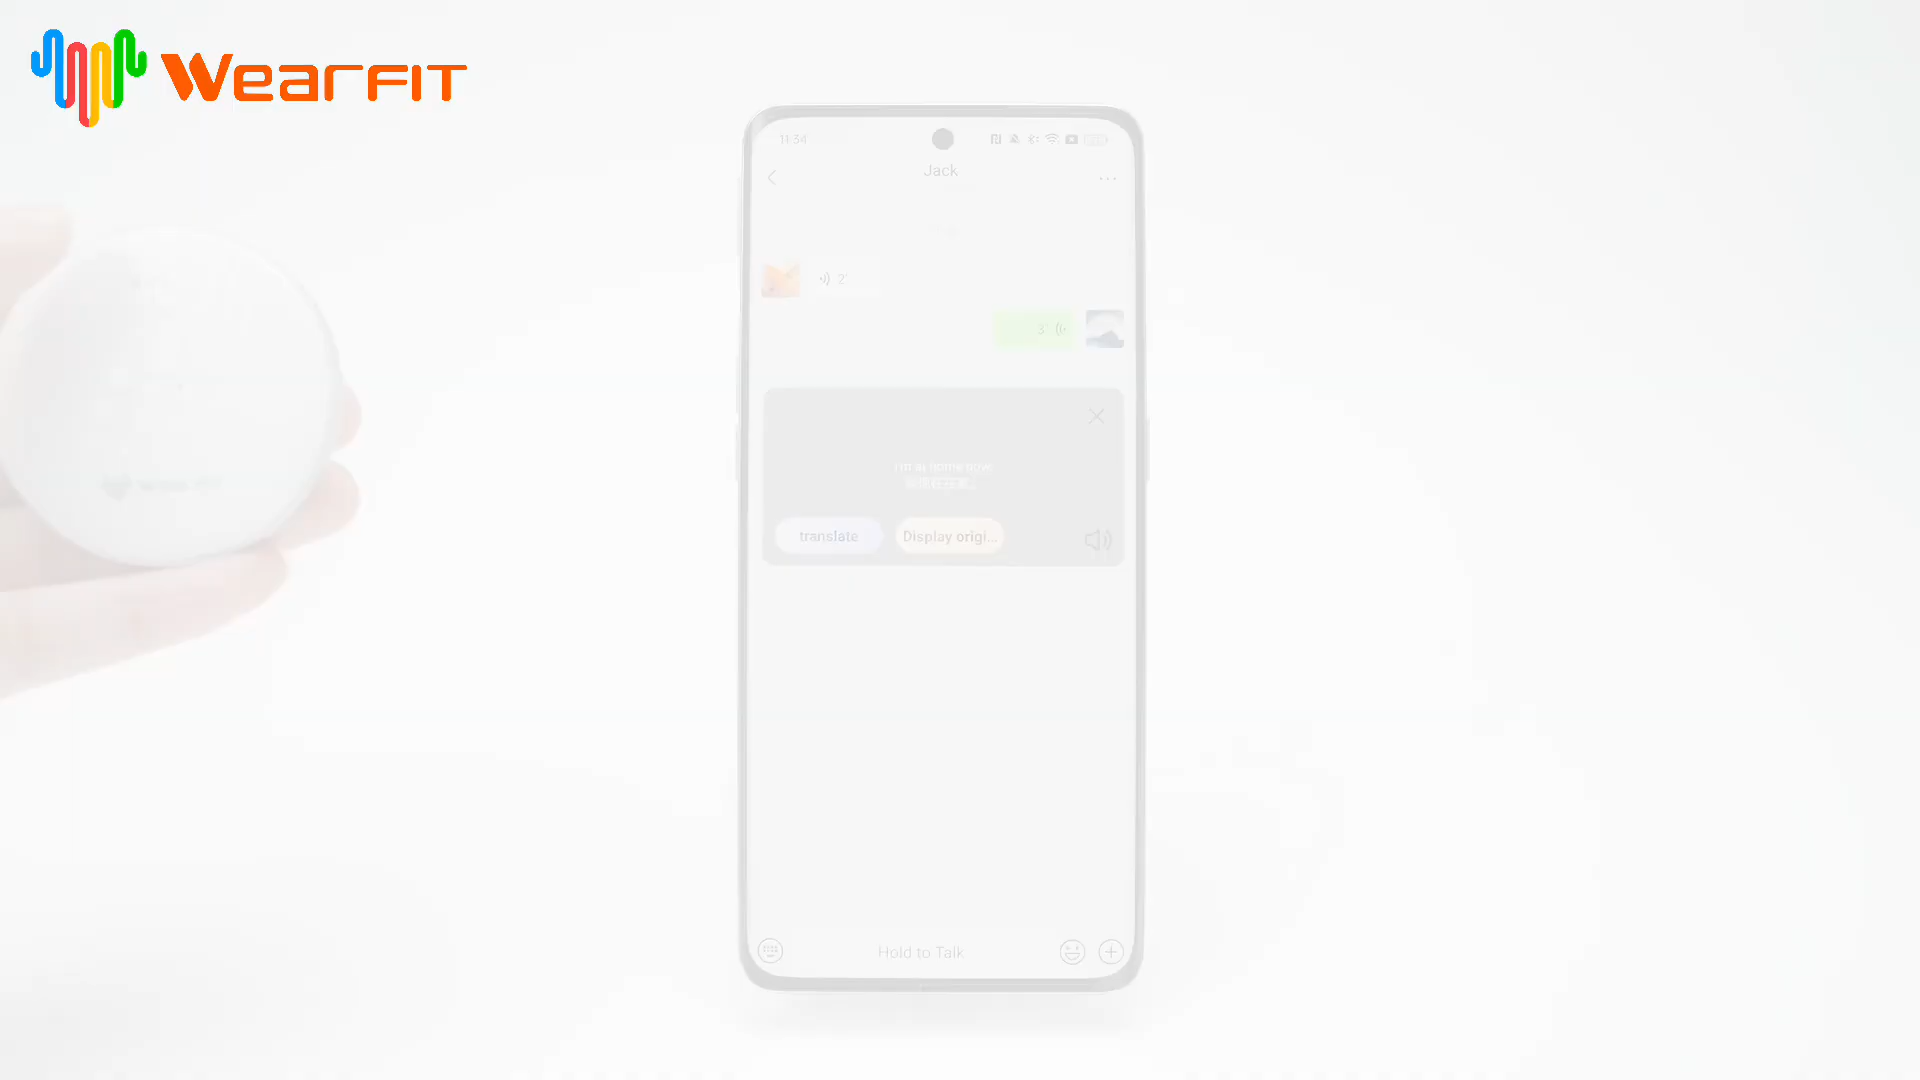 WearFIT
11:34
Jack
2"
3"
I'm at home now.
translate
Display origi...
Hold to Talk